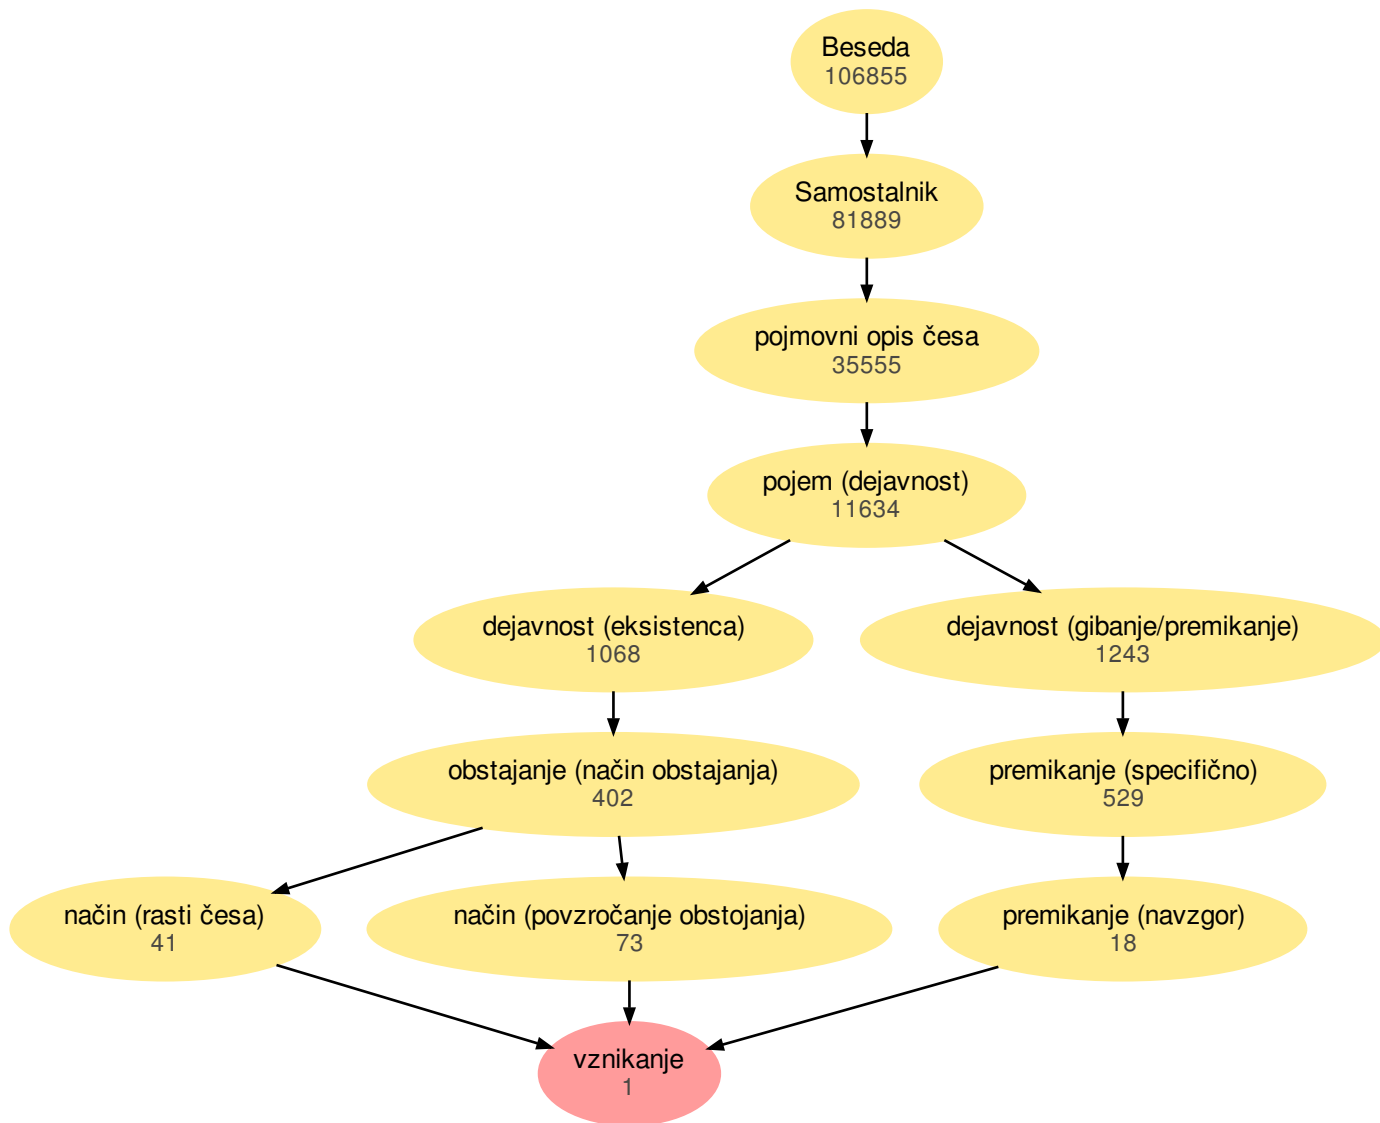 Beseda
106855
Samostalnik
81889
pojmovni opis česa
35555
pojem (dejavnost)
11634
dejavnost (eksistenca)
1068
dejavnost (gibanje/premikanje)
1243
obstajanje (način obstajanja)
402
premikanje (specifično)
529
način (rasti česa)
41
način (povzročanje obstojanja)
73
premikanje (navzgor)
18
vznikanje
1